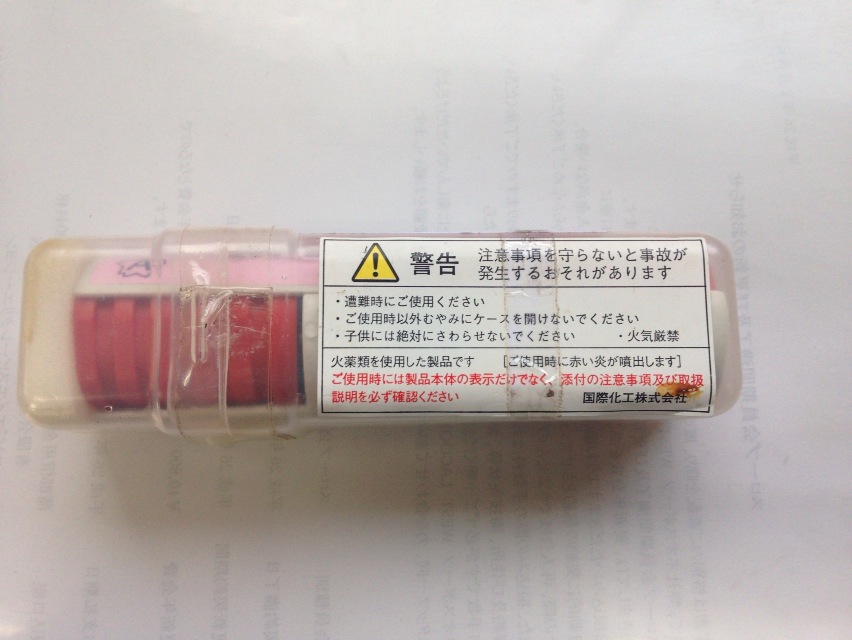 警告
注意事項を守らないと事故が
発生するおそれがあります
・遭難時にご使用ください
・ご使用時以外むやみにケースを開けないでください
・子供には絶対にさわらせないでください ・火気厳禁
火薬類を使用した製品です [ご使用時に赤い炎が噴出します]
ご使用時には製品本体の表示だけでなく、添付の注意事項及び取扱
説明を必ず確認ください
国際化工株式会社